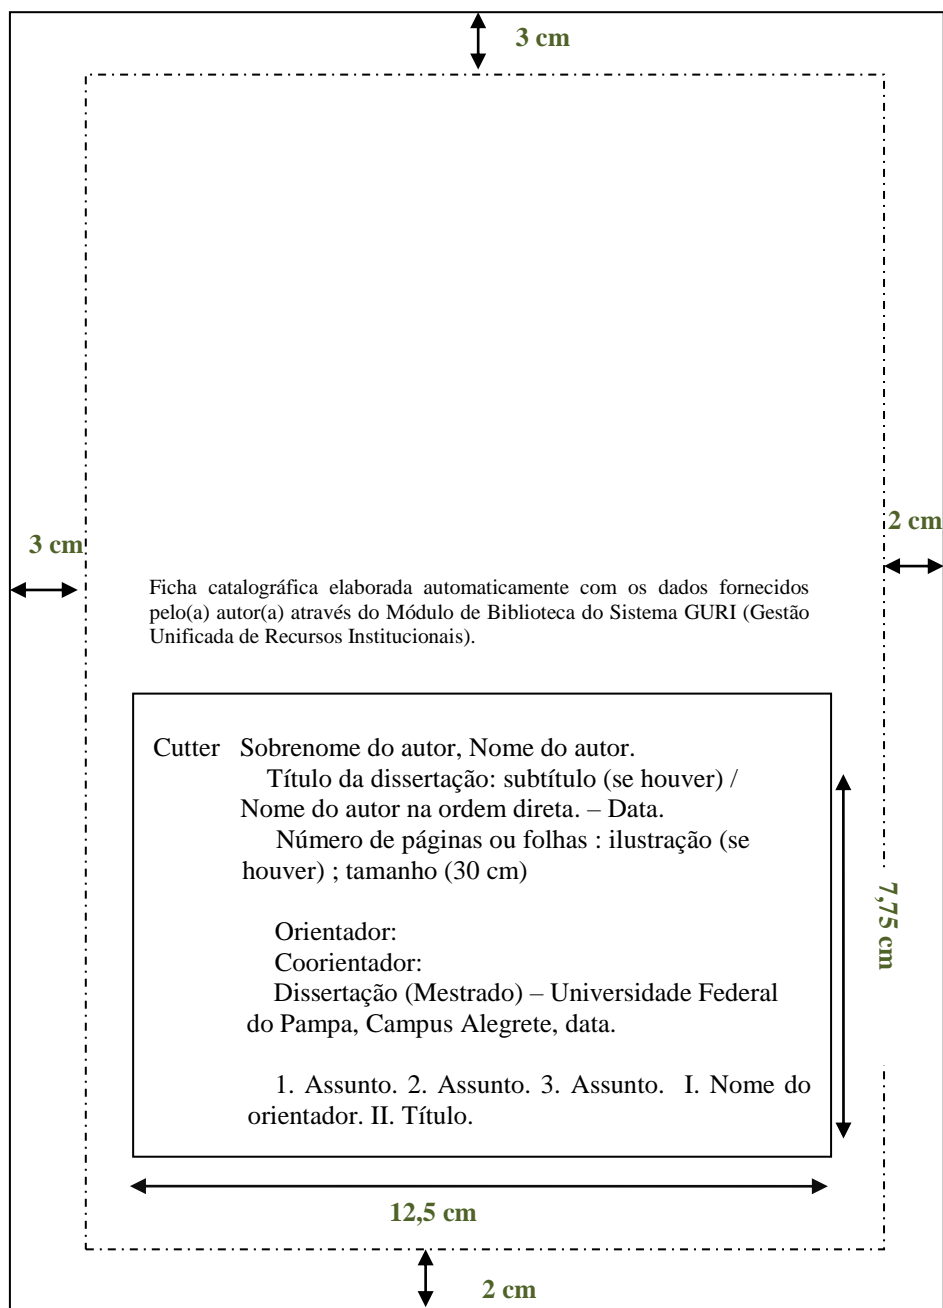 3 cm
2 cm
3 cm
Ficha catalográfica elaborada automaticamente com os dados fornecidos
pelo(a) autor(a) através do Módulo de Biblioteca do Sistema GURI (Gestão
Unificada de Recursos Institucionais).
Cutter Sobrenome do autor, Nome do autor.
Título da dissertação: subtítulo (se houver) /
Nome do autor na ordem direta. – Data.
Número de páginas ou folhas : ilustração (se
houver) ; tamanho (30 cm)
7,75 cm
Orientador:
Coorientador:
Dissertação (Mestrado) – Universidade Federal
do Pampa, Campus Alegrete, data.
1. Assunto. 2. Assunto. 3. Assunto. I. Nome do
orientador. II. Título.
12,5 cm
2 cm